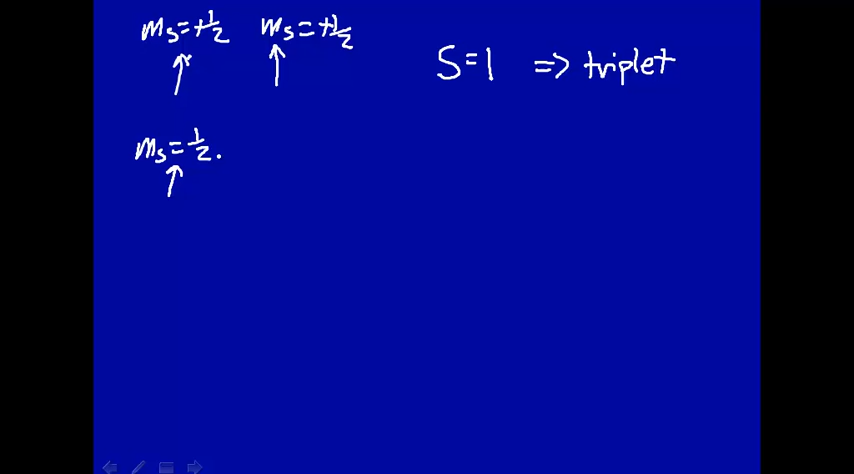 ms=+1/2 ms=+1/2
S=1 => triplet
ms=1/2.